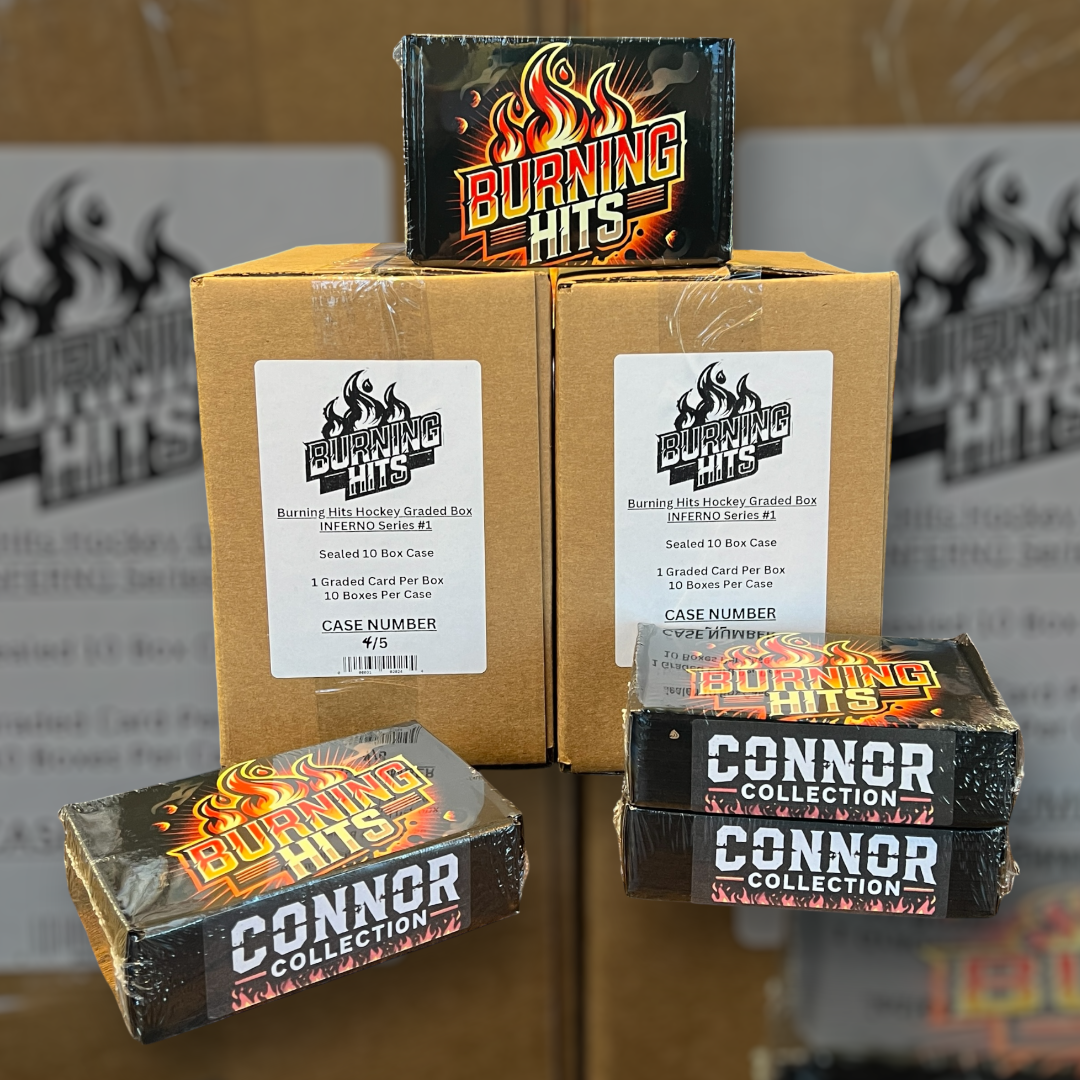 BURNING
HITS
BURNING
HITS
Burning Hits Hockey Graded Box
INFERNO Series #1
Sealed 10 Box Case
1 Graded Card Per Box
10 Boxes Per Case
CASE NUMBER
4/5
BURNING
HITS
Burning Hits Hockey Graded Box
INFERNO Series #1
Sealed 10 Box Case
1 Graded Card Per Box
10 Boxes Per Case
CASE NUMBER
BURNING
HITS
CONNOR
COLLECTION
CONNOR
COLLECTION
BURNING
HITS
CONNOR
COLLECTION